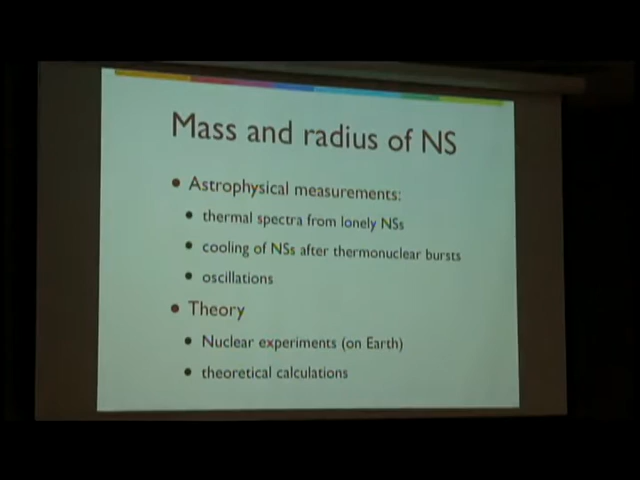 Mass and radius of NS
• Astrophysical measurements:
• thermal spectra from lonely NSs
• cooling of NSs after thermonuclear bursts
• oscillations
• Theory
• Nuclear experiments (on Earth)
• theoretical calculations